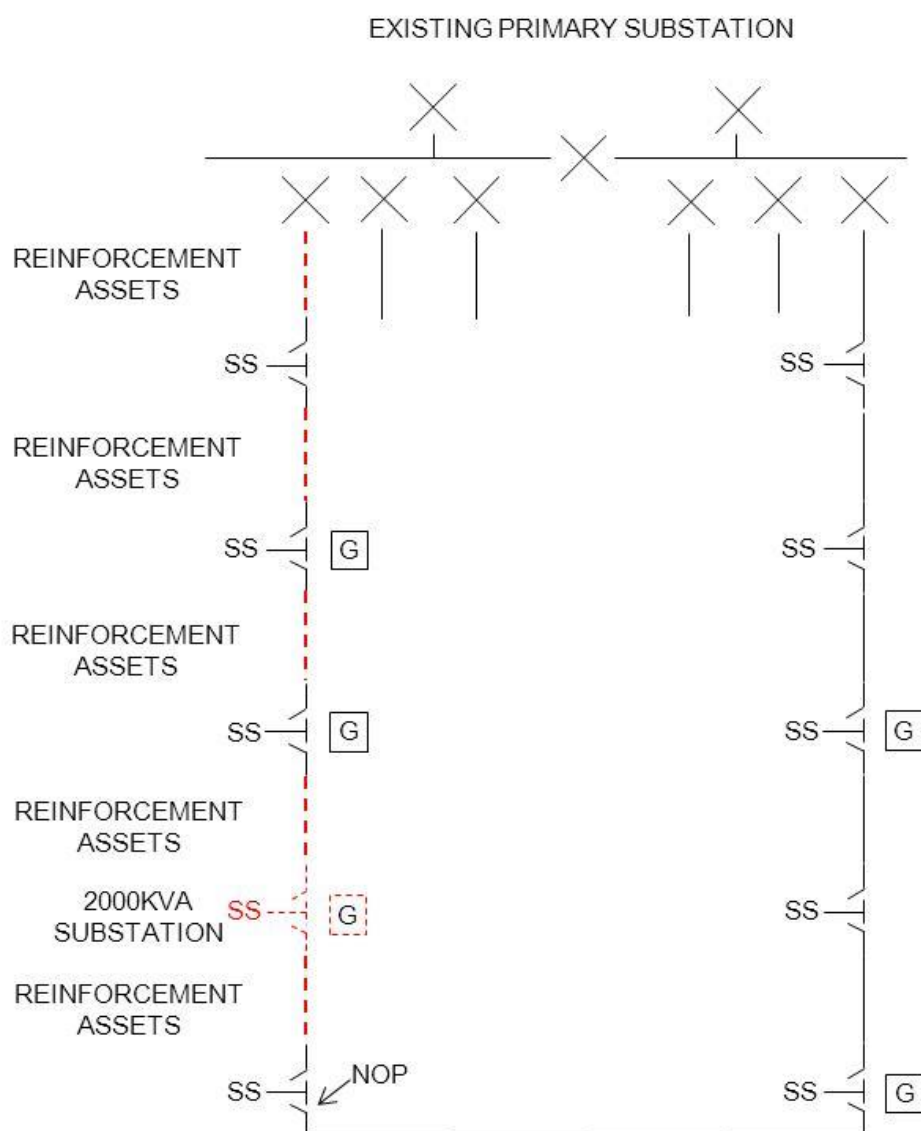 EXISTING PRIMARY SUBSTATION
REINFORCEMENT
ASSETS
SS
SS
REINFORCEMENT
ASSETS
SS
G
SS
REINFORCEMENT
ASSETS
SS
G
SS
G
REINFORCEMENT
ASSETS
2000KVA
SUBSTATION
SS
G
SS
REINFORCEMENT
ASSETS
SS
NOP
SS
G